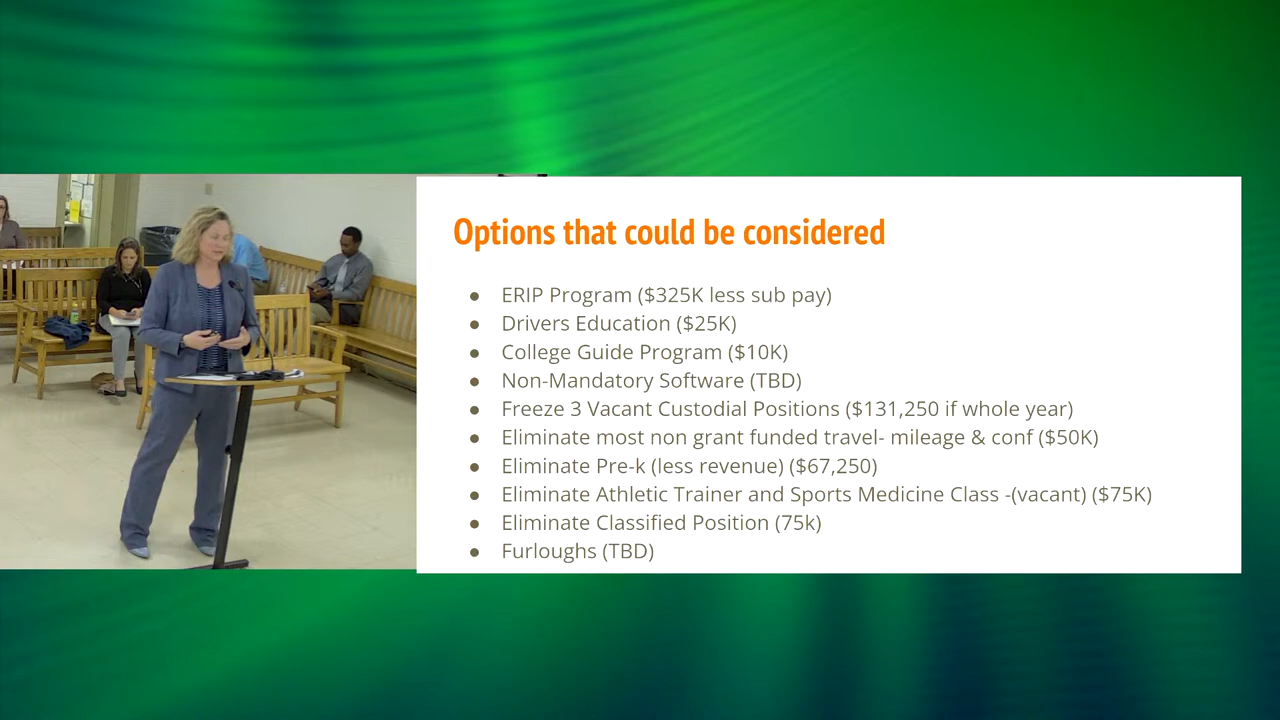 Options that could be considered
● ERIP Program ($325K less sub pay)
● Drivers Education ($25K)
● College Guide Program ($10K)
● Non-Mandatory Software (TBD)
● Freeze 3 Vacant Custodial Positions ($131,250 if whole year)
● Eliminate most non grant funded travel- mileage & conf ($50K)
● Eliminate Pre-k (less revenue) ($67,250)
● Eliminate Athletic Trainer and Sports Medicine Class -(vacant) ($75K)
● Eliminate Classified Position (75k)
● Furloughs (TBD)